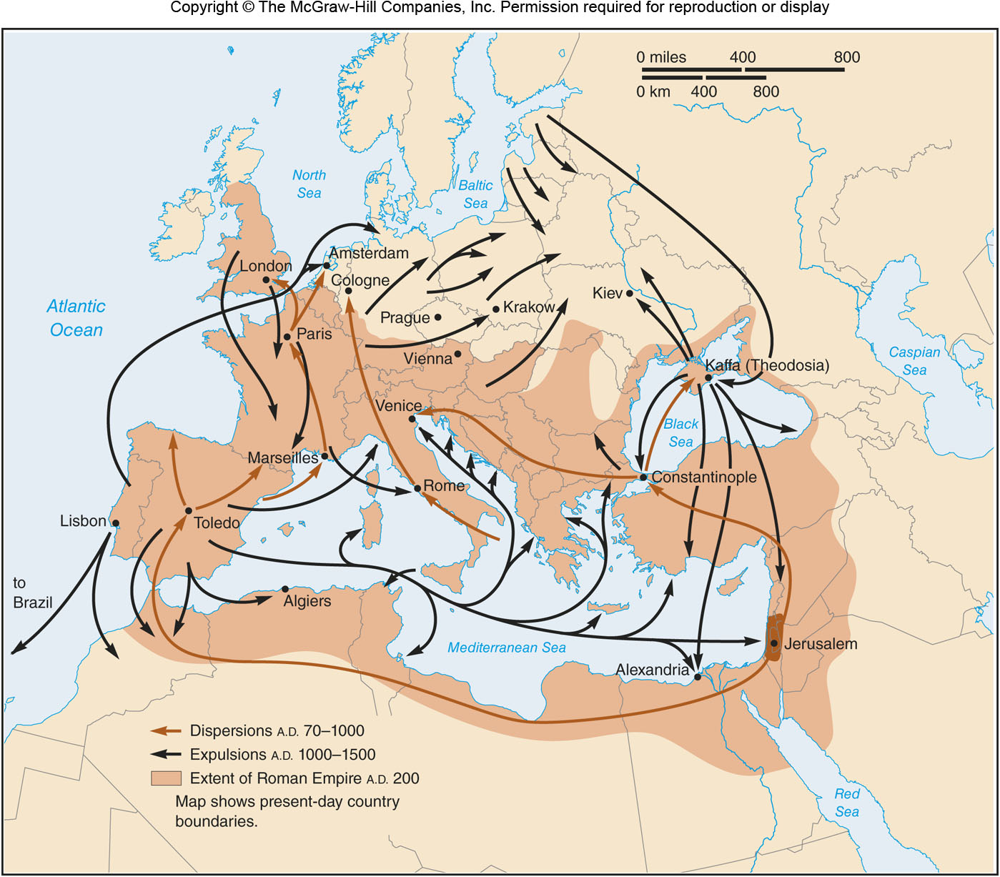 Copyright © The McGraw-Hill Companies, Inc. Permission required for reproduction or display
0 miles 400 800
0 km 400 800
North
Sea
Baltic
Sea
Atlantic
Ocean
Amsterdam
London
Cologne
Kiev
Prague
Krakow
Paris
Vienna
Caspian
Sea
Kaffa (Theodosia)
Venice
Black
Sea
Marseilles
Constantinople
Rome
Lisbon
Toledo
to
Brazil
Algiers
Jerusalem
Mediterranean Sea
Alexandria
Dispersions A.D. 70–1000
Expulsions A.D. 1000–1500
Extent of Roman Empire A.D. 200
Map shows present-day country
boundaries.
Red
Sea